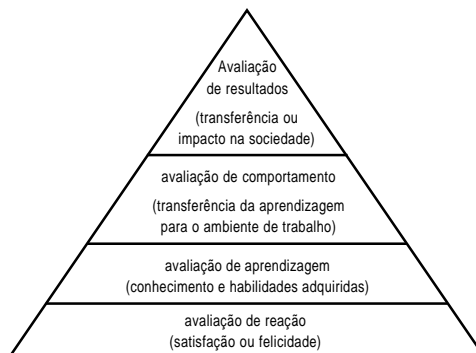 Avaliação
de resultados
(transferência ou
impacto na sociedade)
avaliação de comportamento
(transferência da aprendizagem
para o ambiente de trabalho)
avaliação de aprendizagem
(conhecimento e habilidades adquiridas)
avaliação de reação
(satisfação ou felicidade)